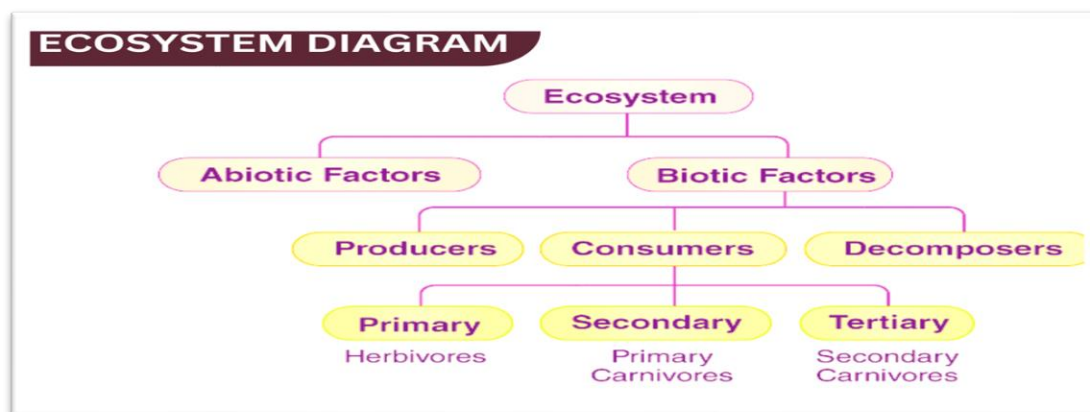 ECOSYSTEM DIAGRAM
Ecosystem
Abiotic Factors
Biotic Factors
Producers
Consumers
Decomposers
Primary
Secondary
Tertiary
Herbivores
Primary
Carnivores
Secondary
Carnivores